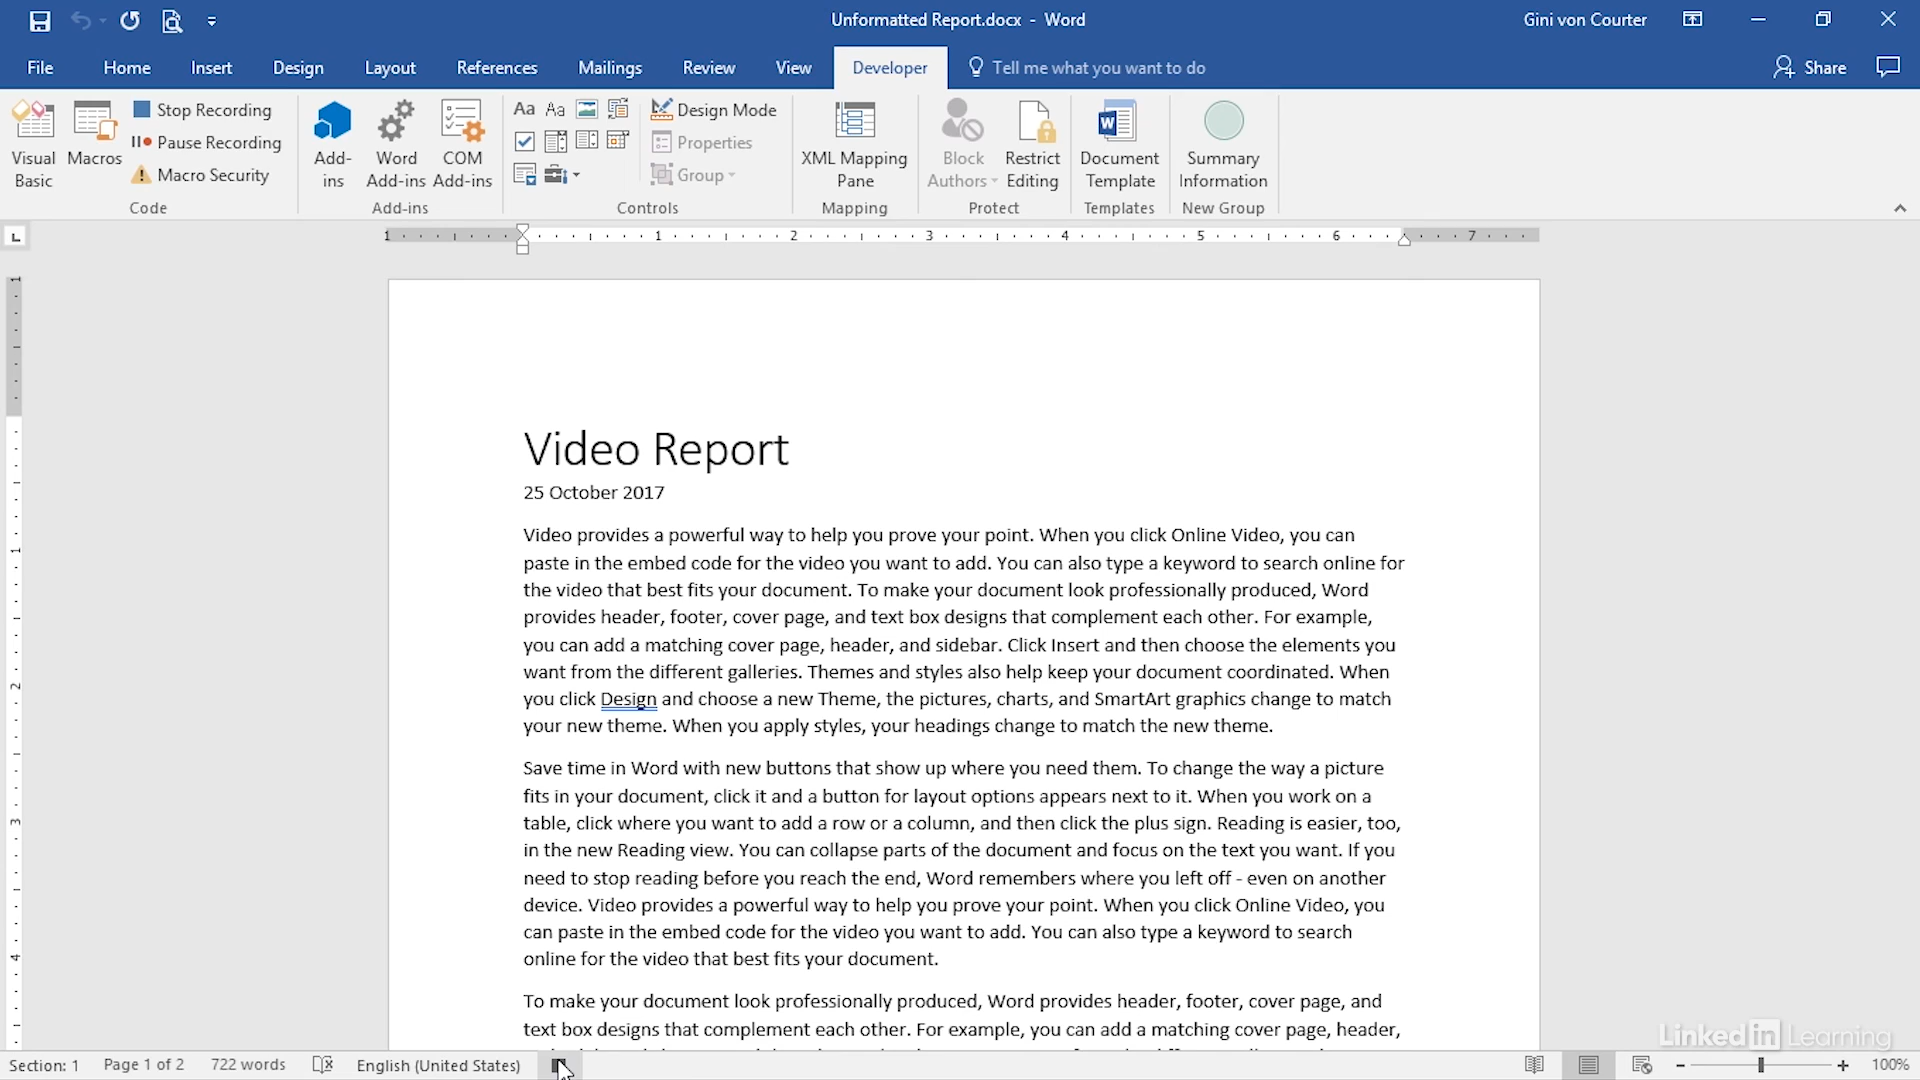 Unformatted Report.docx - Word
Gini von Courter
File Home Insert Design Layout References Mailings Review View Developer Tell me what you want to do Share
Visual Basic
Macros
Stop Recording
Pause Recording
Macro Security
Code
Add-ins
Word Add-ins
COM Add-ins
Add-ins
Aa Aa
Design Mode
Properties
Group
Controls
XML Mapping Pane
Mapping
Block Authors
Restrict Editing
Protect
Document Template
Templates
Summary Information
New Group
L
1 1 2 3 4 5 6 7
1
1
2
3
4
Video Report
25 October 2017
Video provides a powerful way to help you prove your point. When you click Online Video, you can
paste in the embed code for the video you want to add. You can also type a keyword to search online for
the video that best fits your document. To make your document look professionally produced, Word
provides header, footer, cover page, and text box designs that complement each other. For example,
you can add a matching cover page, header, and sidebar. Click Insert and then choose the elements you
want from the different galleries. Themes and styles also help keep your document coordinated. When
you click Design and choose a new Theme, the pictures, charts, and SmartArt graphics change to match
your new theme. When you apply styles, your headings change to match the new theme.
Save time in Word with new buttons that show up where you need them. To change the way a picture
fits in your document, click it and a button for layout options appears next to it. When you work on a
table, click where you want to add a row or a column, and then click the plus sign. Reading is easier, too,
in the new Reading view. You can collapse parts of the document and focus on the text you want. If you
need to stop reading before you reach the end, Word remembers where you left off - even on another
device. Video provides a powerful way to help you prove your point. When you click Online Video, you
can paste in the embed code for the video you want to add. You can also type a keyword to search
online for the video that best fits your document.
To make your document look professionally produced, Word provides header, footer, cover page, and
text box designs that complement each other. For example, you can add a matching cover page, header,
LinkedIn Learning
Section: 1 Page 1 of 2 722 words English (United States) 100%